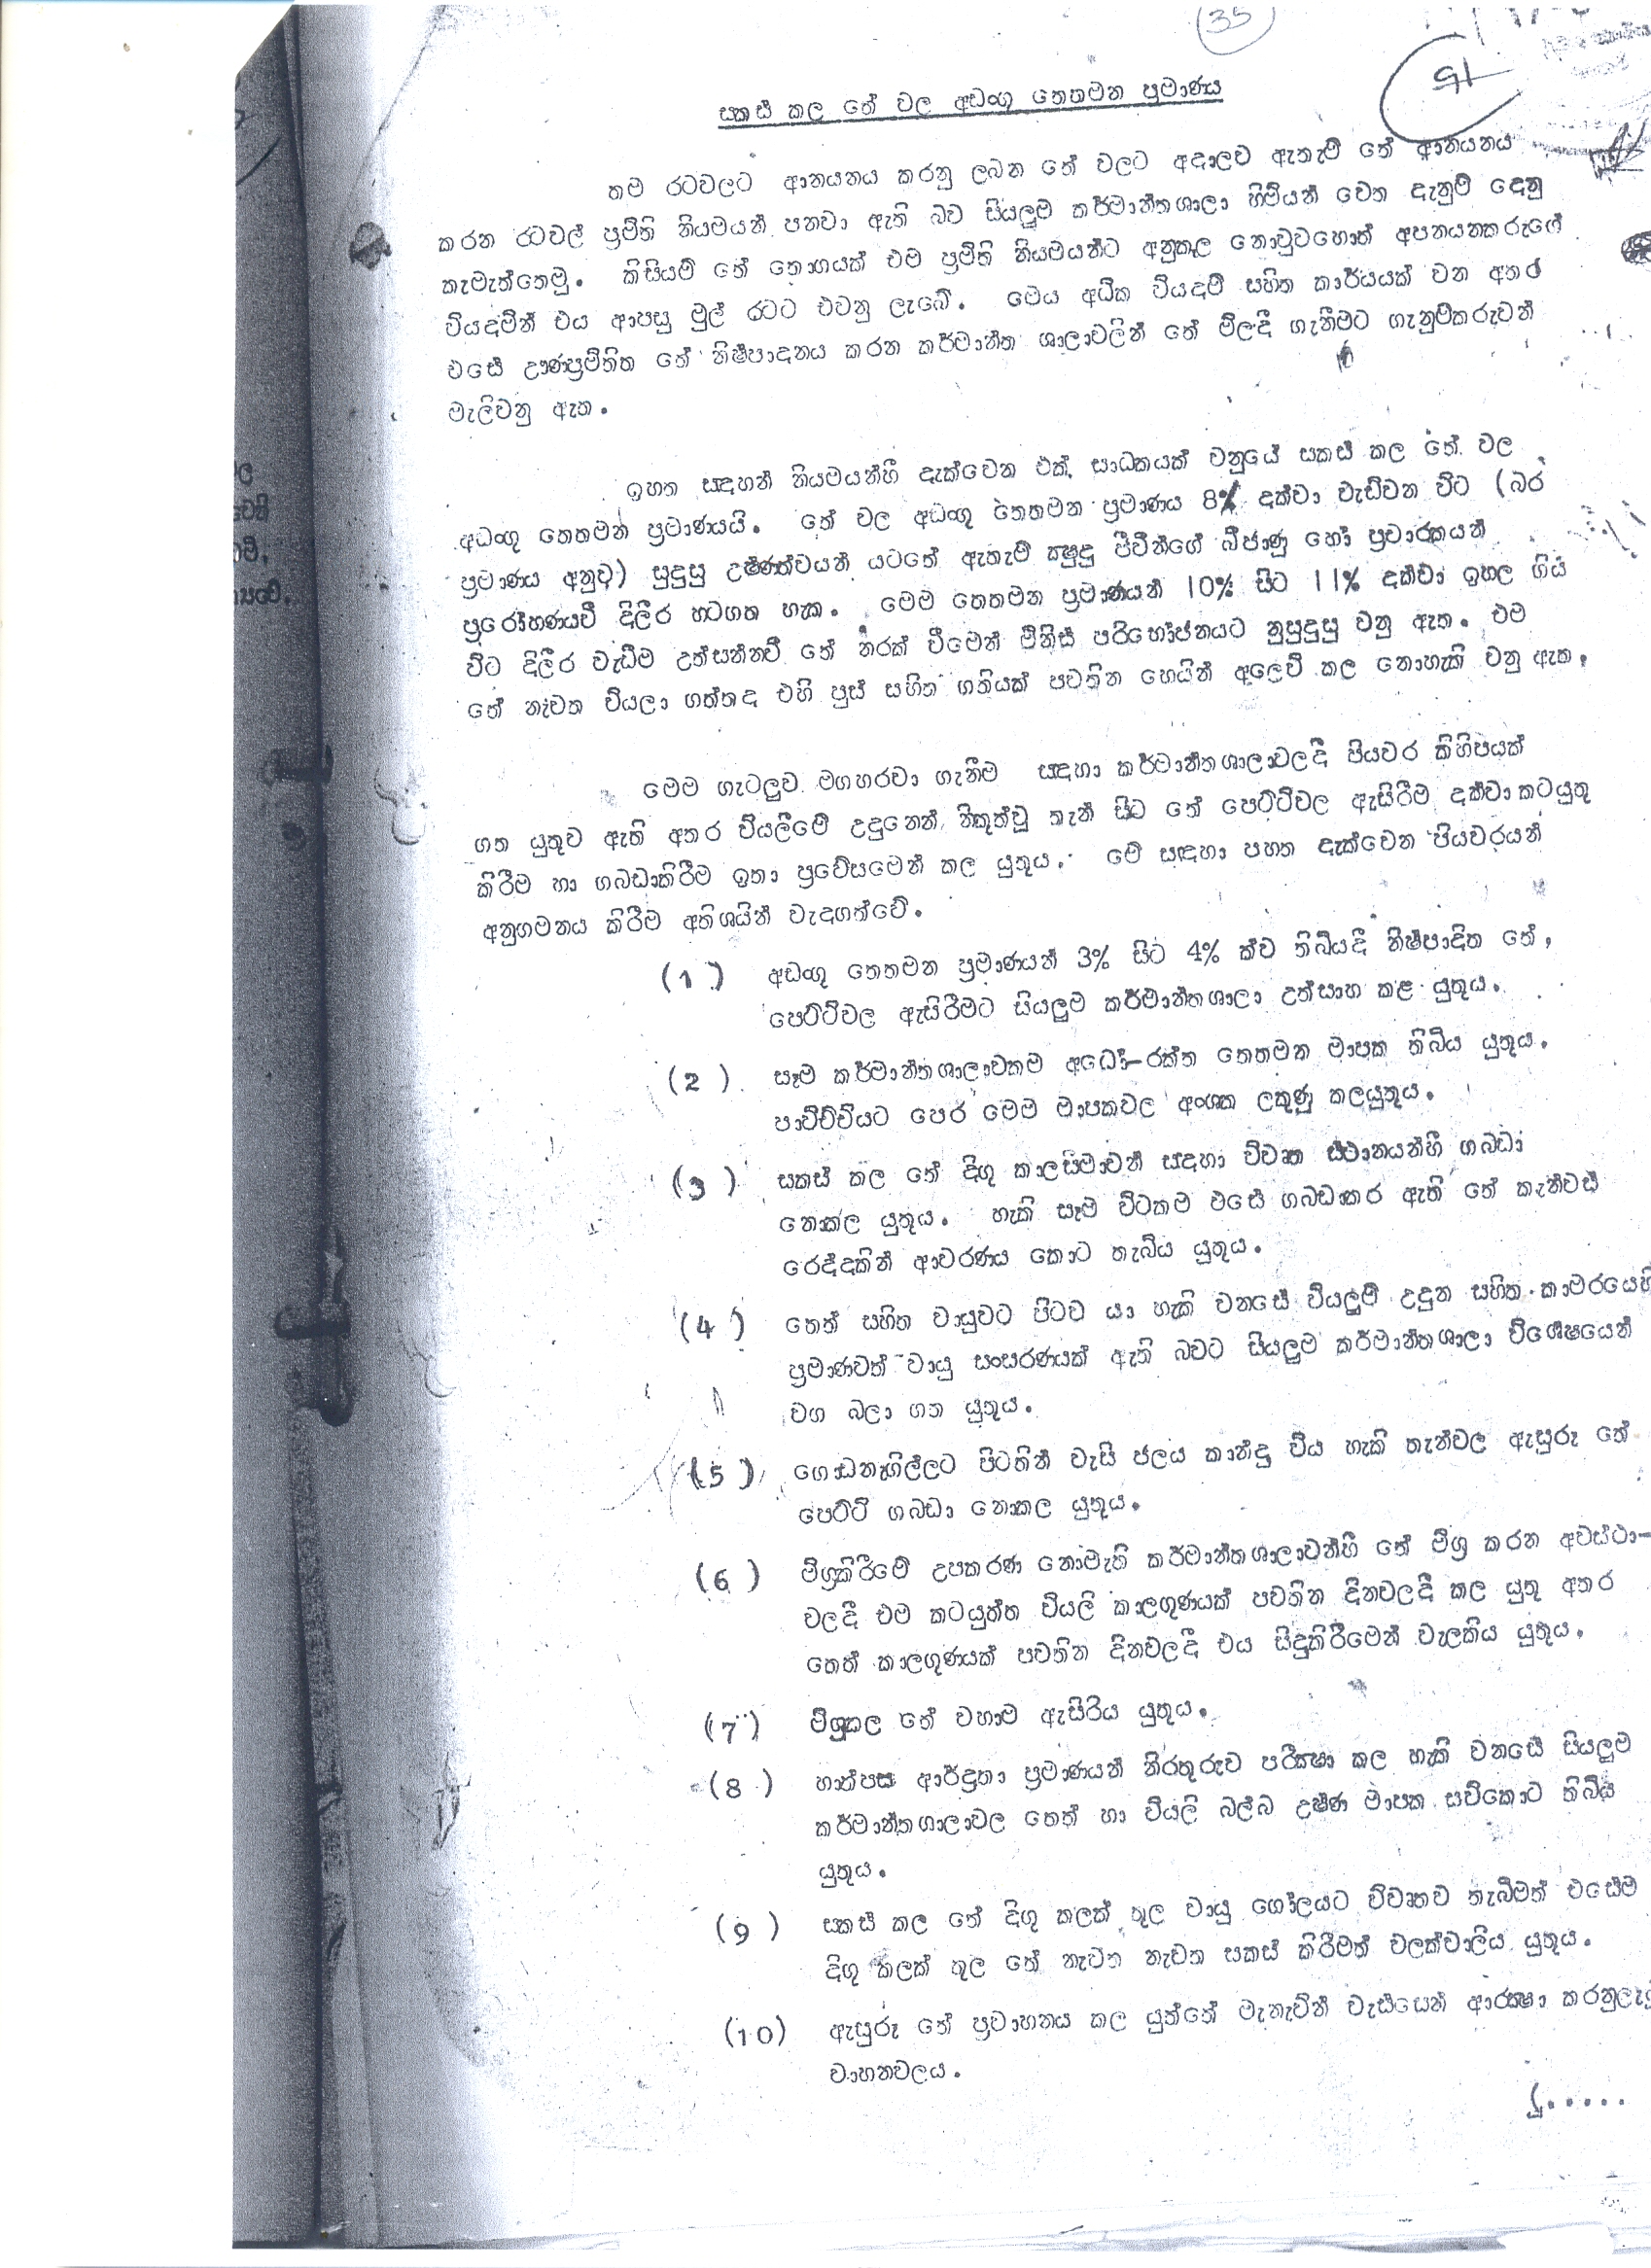 35
සකස් කල තේ වල අඩංගු තෙතමන ප්‍රමාණය
තම රටවලට ආනයනය කරනු ලබන තේ වලට අදාලව ඇතැම් තේ ආනයනය
කරන රටවල් ප්‍රමිති නියමයන් පනවා ඇති බව සියලුම කර්මාන්තශාලා හිමියන් වෙත දැනුම් දෙනු
කැමැත්තෙමු. කිසියම් තේ තොගයක් එම ප්‍රමිති නියමයන්ට අනුකූල නොවුවහොත් අපනයනකරුගේ
වියදමින් එය ආපසු මුල් රටට එවනු ලැබේ. මෙය අධික වියදම් සහිත කාර්යයක් වන අතර
එසේ ඌණප්‍රමිතික තේ නිෂ්පාදනය කරන කර්මාන්ත ශාලාවලින් තේ මිලදී ගැනීමට ගැනුම්කරුවන්
මැලිවනු ඇත.
ඉහත සඳහන් නියමයන්හී දැක්වෙන එක් සාධකයක් වනුයේ සකස් කල තේ වල
අඩංගු තෙතමන ප්‍රමාණයයි. තේ වල අඩංගු තෙතමන ප්‍රමාණය 8% දක්වා වැඩිවන විට (බර
ප්‍රමාණය අනුව) සුදුසු උෂ්ණත්වයන් යටතේ ඇතැම් ක්ෂුද්‍ර ජීවීන්ගේ බීජාණු හෝ ප්‍රචාරකයන්
ප්‍රරෝහණයවී දිලීර හටගත හැක. මෙම තෙතමන ප්‍රමාණයන් 10% සිට 11% දක්වා ඉහල ගිය
විට දිලීර වැඩීම උත්සන්නවී තේ නරක් වීමෙන් මිනිස් පරිභෝජනයට නුසුදුසු වනු ඇත. එම
තේ නැවත වියලා ගත්තද එහි පුස් සහිත ගතියක් පවතින හෙයින් අලෙවි කල නොහැකි වනු ඇත.
මෙම ගැටලුව මගහරවා ගැනීම සඳහා කර්මාන්තශාලාවලදී පියවර කිහිපයක්
ගත යුතුව ඇති අතර වියලීමේ උදුනෙන් නිකුත්වූ තැන් සිට තේ පෙට්ටිවල ඇසිරීම දක්වා කටයුතු
කිරීම හා ගබඩාකිරීම ඉතා ප්‍රවේසමෙන් කල යුතුය. මේ සඳහා පහත දැක්වෙන පියවරයන්
අනුගමනය කිරීම අතිශයින් වැදගත්වේ.
(1) අඩංගු තෙතමන ප්‍රමාණයන් 3% සිට 4% ක්ව තිබියදී නිෂ්පාදිත තේ,
පෙට්ටිවල ඇසිරීමට සියලුම කර්මාන්තශාලා උත්සාහ කළ යුතුය.
(2) සෑම කර්මාන්තශාලාවකම අධෝ-රක්ත තෙතමන මාපක තිබිය යුතුය.
පාවිච්චියට පෙර මෙම මාපකවල අංශක ලකුණු කලයුතුය.
(3) සකස් කල තේ දිගු කාලසීමාවන් සඳහා විවෘත ස්ථානයන්හී ගබඩා
නොකල යුතුය. හැකි සෑම විටකම එසේ ගබඩාකර ඇති තේ කැන්වස්
රෙද්දකින් ආවරණය කොට තැබිය යුතුය.
(4) තෙත් සහිත වායුවට පිටව යා හැකි වනසේ වියලුම් උදුන සහිත කාමරයෙහි
ප්‍රමාණවත් වායු සංසරණයක් ඇති බවට සියලුම කර්මාන්තශාලා විශේෂයෙන්
වග බලා ගත යුතුය.
(5) ගොඩනැගිල්ලට පිටතින් වැසි ජලය කාන්දු විය හැකි තැන්වල ඇසුරූ තේ
පෙට්ටි ගබඩා නොකල යුතුය.
(6) මිශ්‍රකිරීමේ උපකරණ නොමැති කර්මාන්තශාලාවන්හී තේ මිශ්‍ර කරන අවස්ථා-
වලදී එම කටයුත්ත වියලි කාලගුණයක් පවතින දිනවලදී කල යුතු අතර
තෙත් කාලගුණයක් පවතින දිනවලදී එය සිදුකිරීමෙන් වැලකිය යුතුය.
(7) මිශ්‍රකල තේ වහාම ඇසිරිය යුතුය.
(8) හාත්පස ආර්ද්‍රතා ප්‍රමාණයන් නිරතුරුව පරීක්ෂා කල හැකි වනසේ සියලුම
කර්මාන්තශාලාවල තෙත් හා වියලි බල්බ උෂ්ණ මාපක සවිකොට තිබිය
යුතුය.
(9) සකස් කල තේ දිගු කලක් තුල වායු ගෝලයට විවෘතව තැබීමත් එසේම
දිගු කලක් තුල තේ නැවත නැවත සකස් කිරීමත් වලක්වාලිය යුතුය.
(10) ඇසුරූ තේ ප්‍රවාහනය කල යුත්තේ මැනැවින් වැස්සෙන් ආරක්ෂා කරනුලැබූ
වාහනවලය.